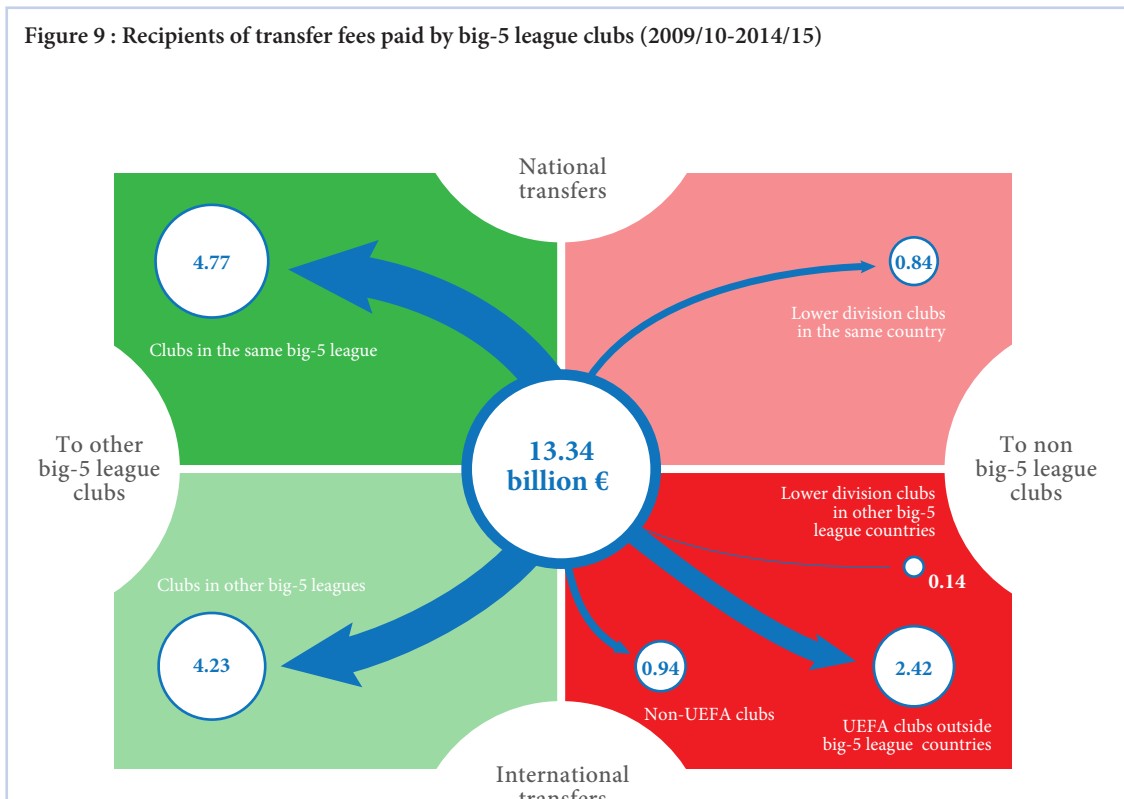 Figure 9 : Recipients of transfer fees paid by big-5 league clubs (2009/10-2014/15)
National
transfers
4.77
Clubs in the same big-5 league
0.84
Lower division clubs
in the same country
To other
big-5 league
clubs
13.34
billion €
To non
big-5 league
clubs
Lower division clubs
in other big-5
league countries
0.14
Clubs in other big-5 leagues
4.23
0.94
Non-UEFA clubs
2.42
UEFA clubs outside
big-5 league countries
International
transfers